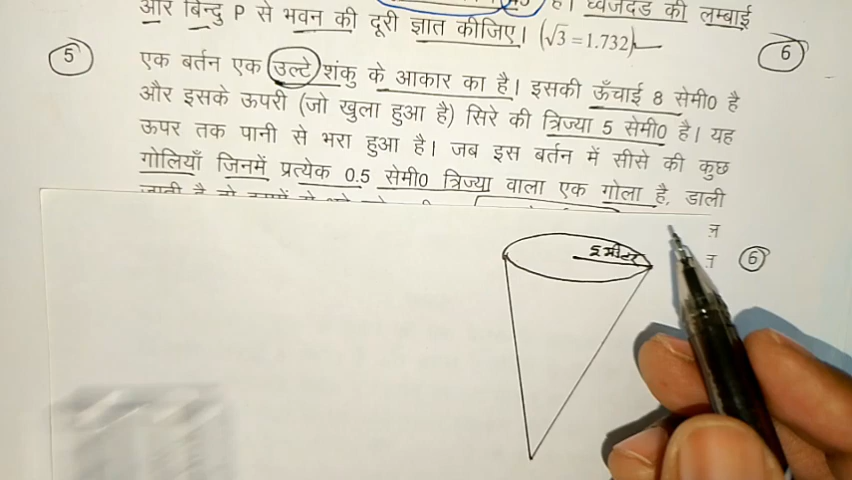 और बिन्दु P से भवन की दूरी ज्ञात कीजिए। (√3 = 1.732)
6
5
एक बर्तन एक उल्टे शंकु के आकार का है। इसकी ऊँचाई 8 सेमी0 है
और इसके ऊपरी (जो खुला हुआ है) सिरे की त्रिज्या 5 सेमी0 है। यह
ऊपर तक पानी से भरा हुआ है। जब इस बर्तन में सीसे की कुछ
गोलियाँ जिनमें प्रत्येक 0.5 सेमी0 त्रिज्या वाला एक गोला है, डाली
5 मीटर
6